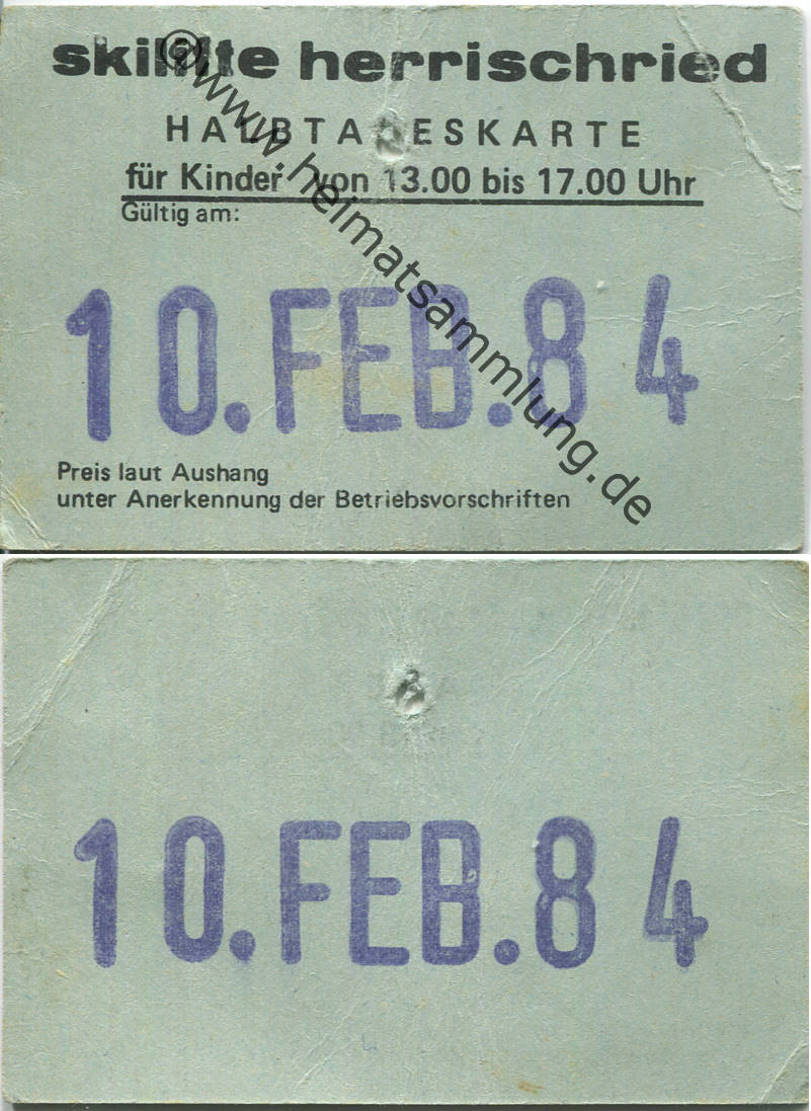 skilifte herrischried
HALBTAGESKARTE
für Kinder von 13.00 bis 17.00 Uhr
Gültig am:
10.FEB.84
Preis laut Aushang
unter Anerkennung der Betriebsvorschriften
©www.heimatsammlung.de
10.FEB.84